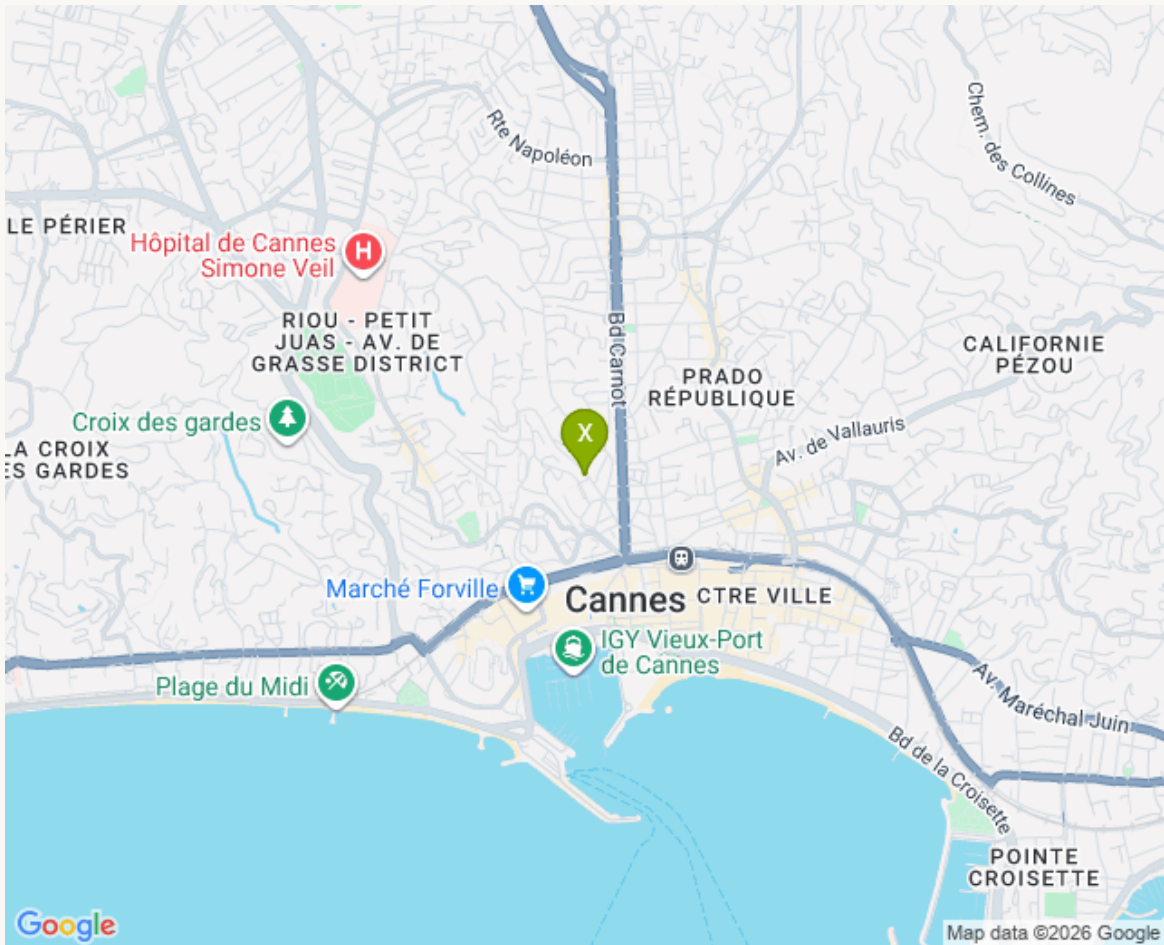 Rte Napoléon
Chem. des Collines
LE PÉRIER
Hôpital de Cannes
Simone Veil
H
RIOU - PETIT
JUAS - AV. DE
GRASSE DISTRICT
Bd Carnot
CALIFORNIE
PÉZOU
PRADO
RÉPUBLIQUE
Croix des gardes
X
Av. de Vallauris
LA CROIX
ES GARDES
Marché Forville
Cannes
CTRE VILLE
IGY Vieux-Port
de Cannes
Plage du Midi
Av. Maréchal Juin
Bd de la Croisette
POINTE
CROISETTE
Google
Map data ©2026 Google